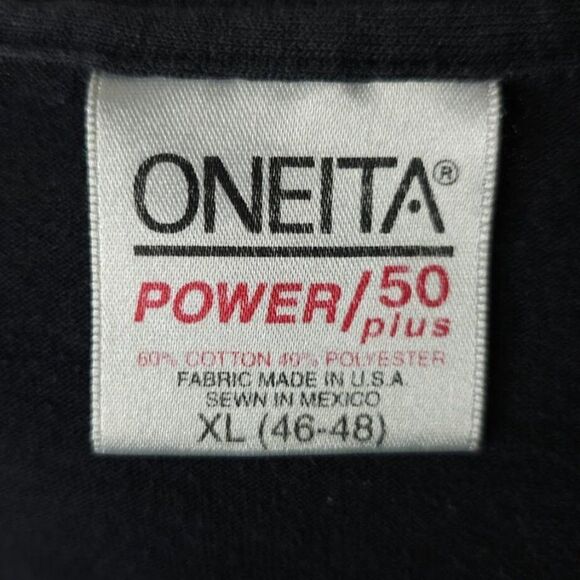 ONEITA®
POWER/50 plus
60% COTTON 40% POLYESTER
FABRIC MADE IN U.S.A.
SEWN IN MEXICO
XL (46-48)